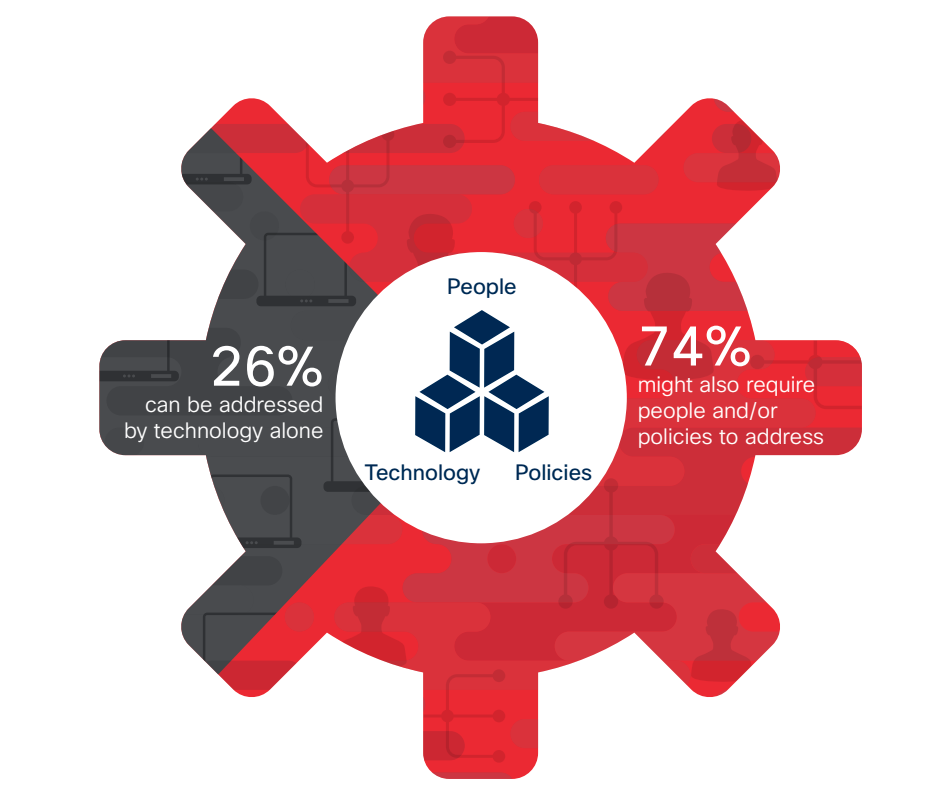 People
26%
can be addressed
by technology alone
74%
might also require
people and/or
policies to address
Technology
Policies